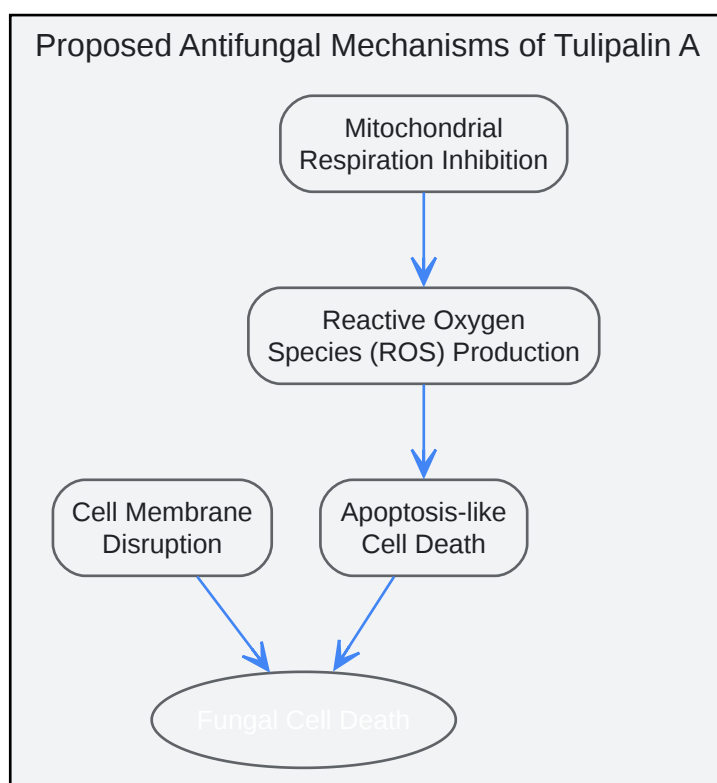 Proposed Antifungal Mechanisms of Tulipalin A
Mitochondrial
Respiration Inhibition
Reactive Oxygen
Species (ROS) Production
Cell Membrane
Disruption
Apoptosis-like
Cell Death
Fungal Cell Death